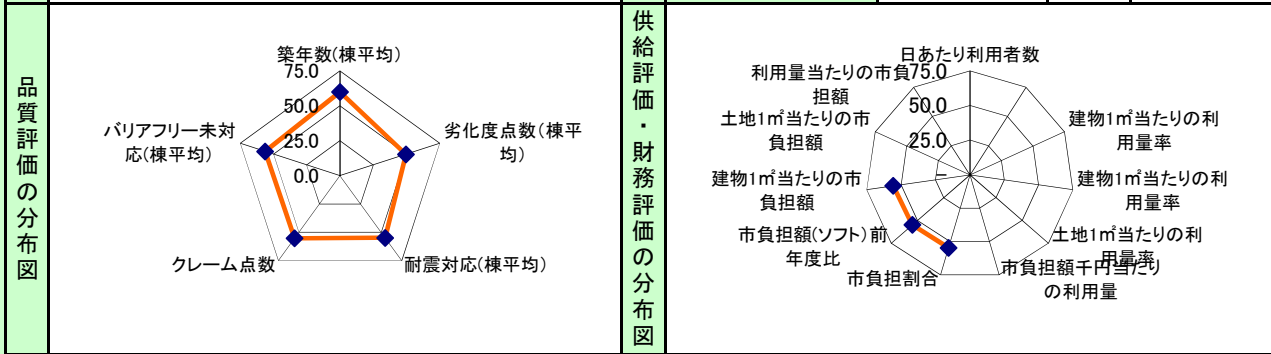 品質評価の分布図
築年数(棟平均)
75.0
50.0
25.0
0.0
劣化度点数(棟平
均)
耐震対応(棟平均)
クレーム点数
バリアフリー未対
応(棟平均)
供給評価・財務評価の分布図
日あたり利用者数
75.0
50.0
25.0
–
建物1㎡当たりの利
用量率
建物1㎡当たりの利
用量率
土地1㎡当たりの利
用量率
市負担額千円当たり
の利用量
市負担割合
市負担額(ソフト)前
年度比
建物1㎡当たりの市
負担額
土地1㎡当たりの市
負担額
利用量当たりの市負
担額